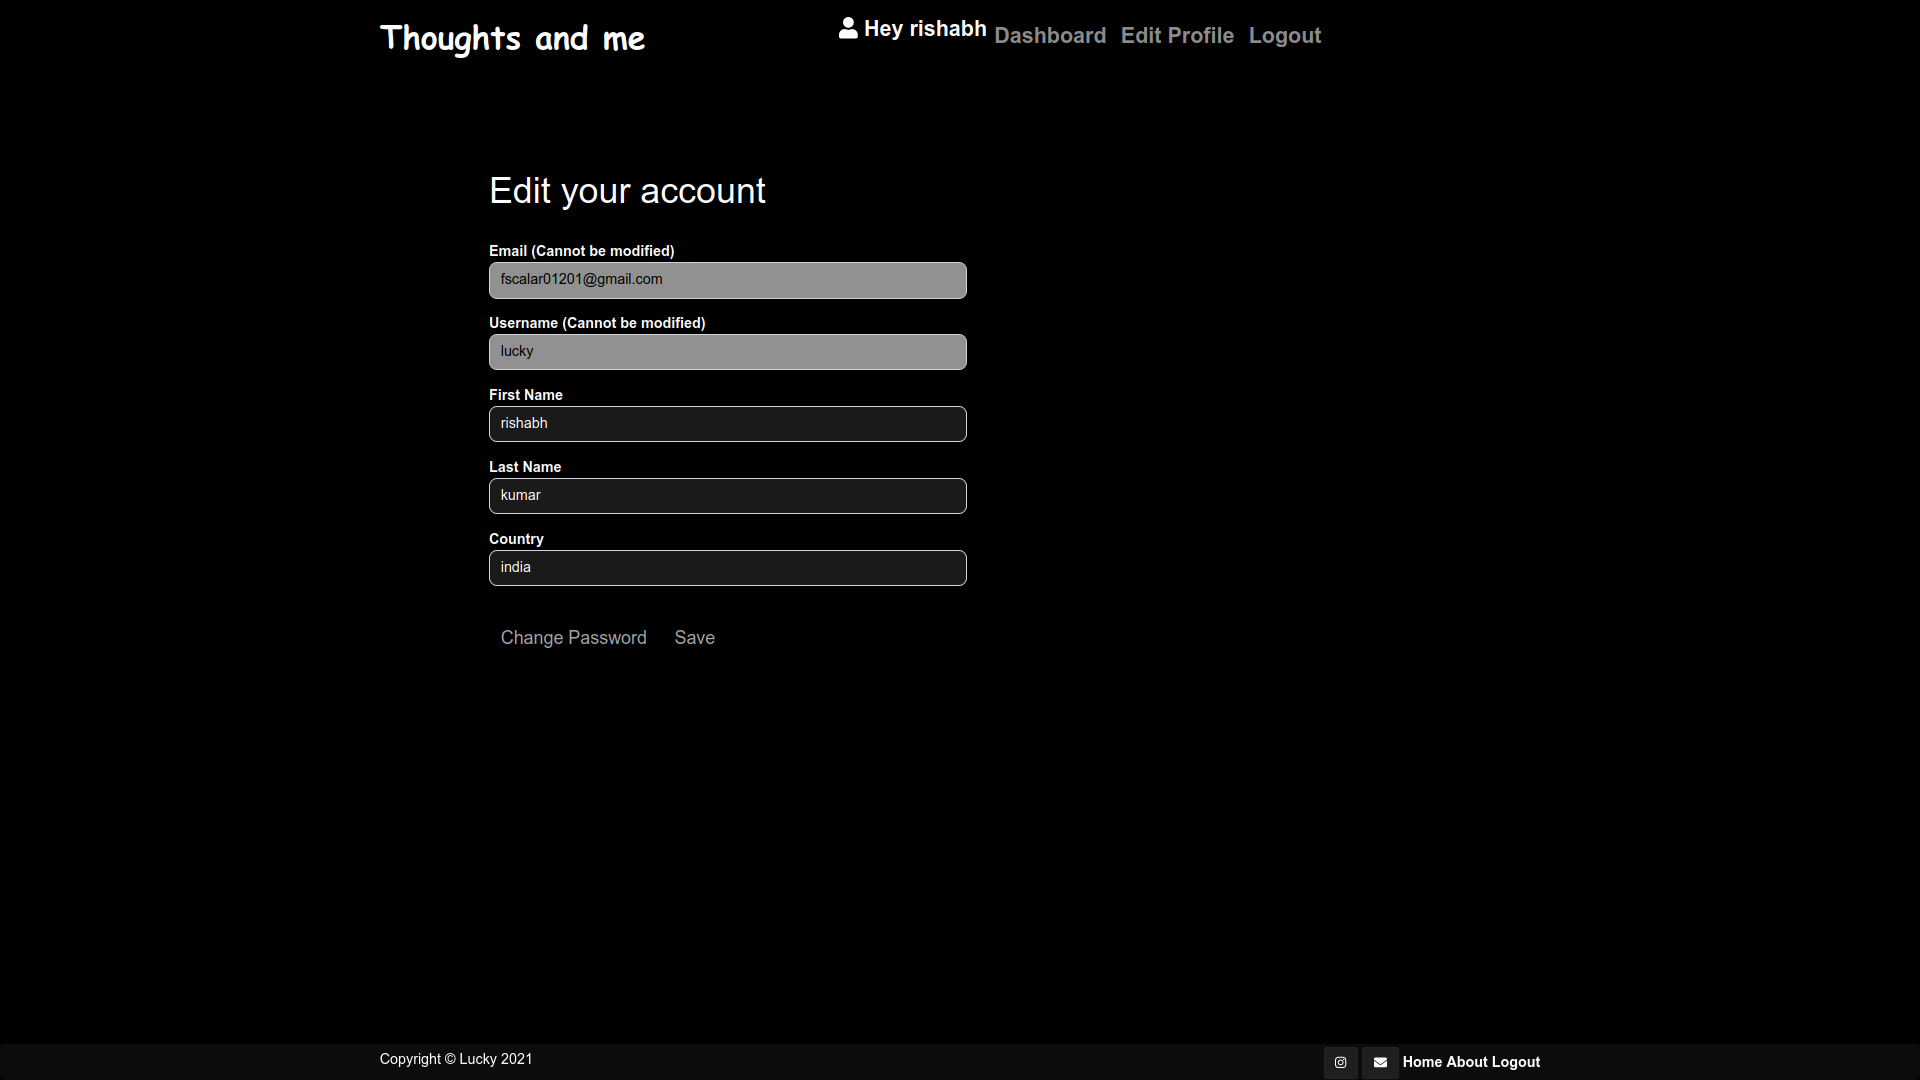 Thoughts and me
Hey rishabh Dashboard Edit Profile Logout
Edit your account
Email (Cannot be modified)
fscalar01201@gmail.com
Username (Cannot be modified)
lucky
First Name
rishabh
Last Name
kumar
Country
india
Change Password Save
Copyright © Lucky 2021
Home About Logout